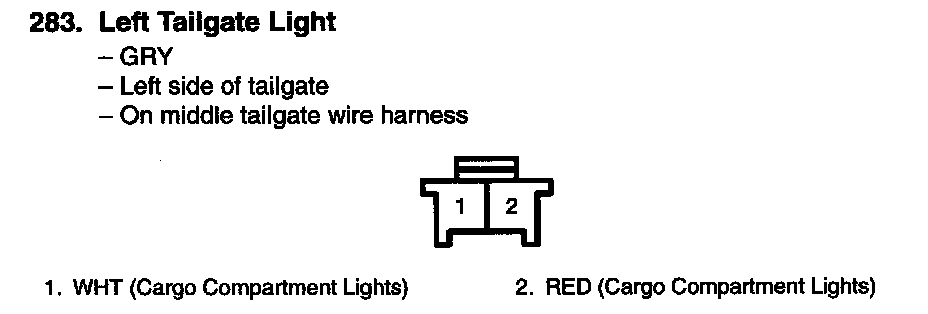 283. Left Tailgate Light
– GRY
– Left side of tailgate
– On middle tailgate wire harness
1 2
1. WHT (Cargo Compartment Lights) 2. RED (Cargo Compartment Lights)